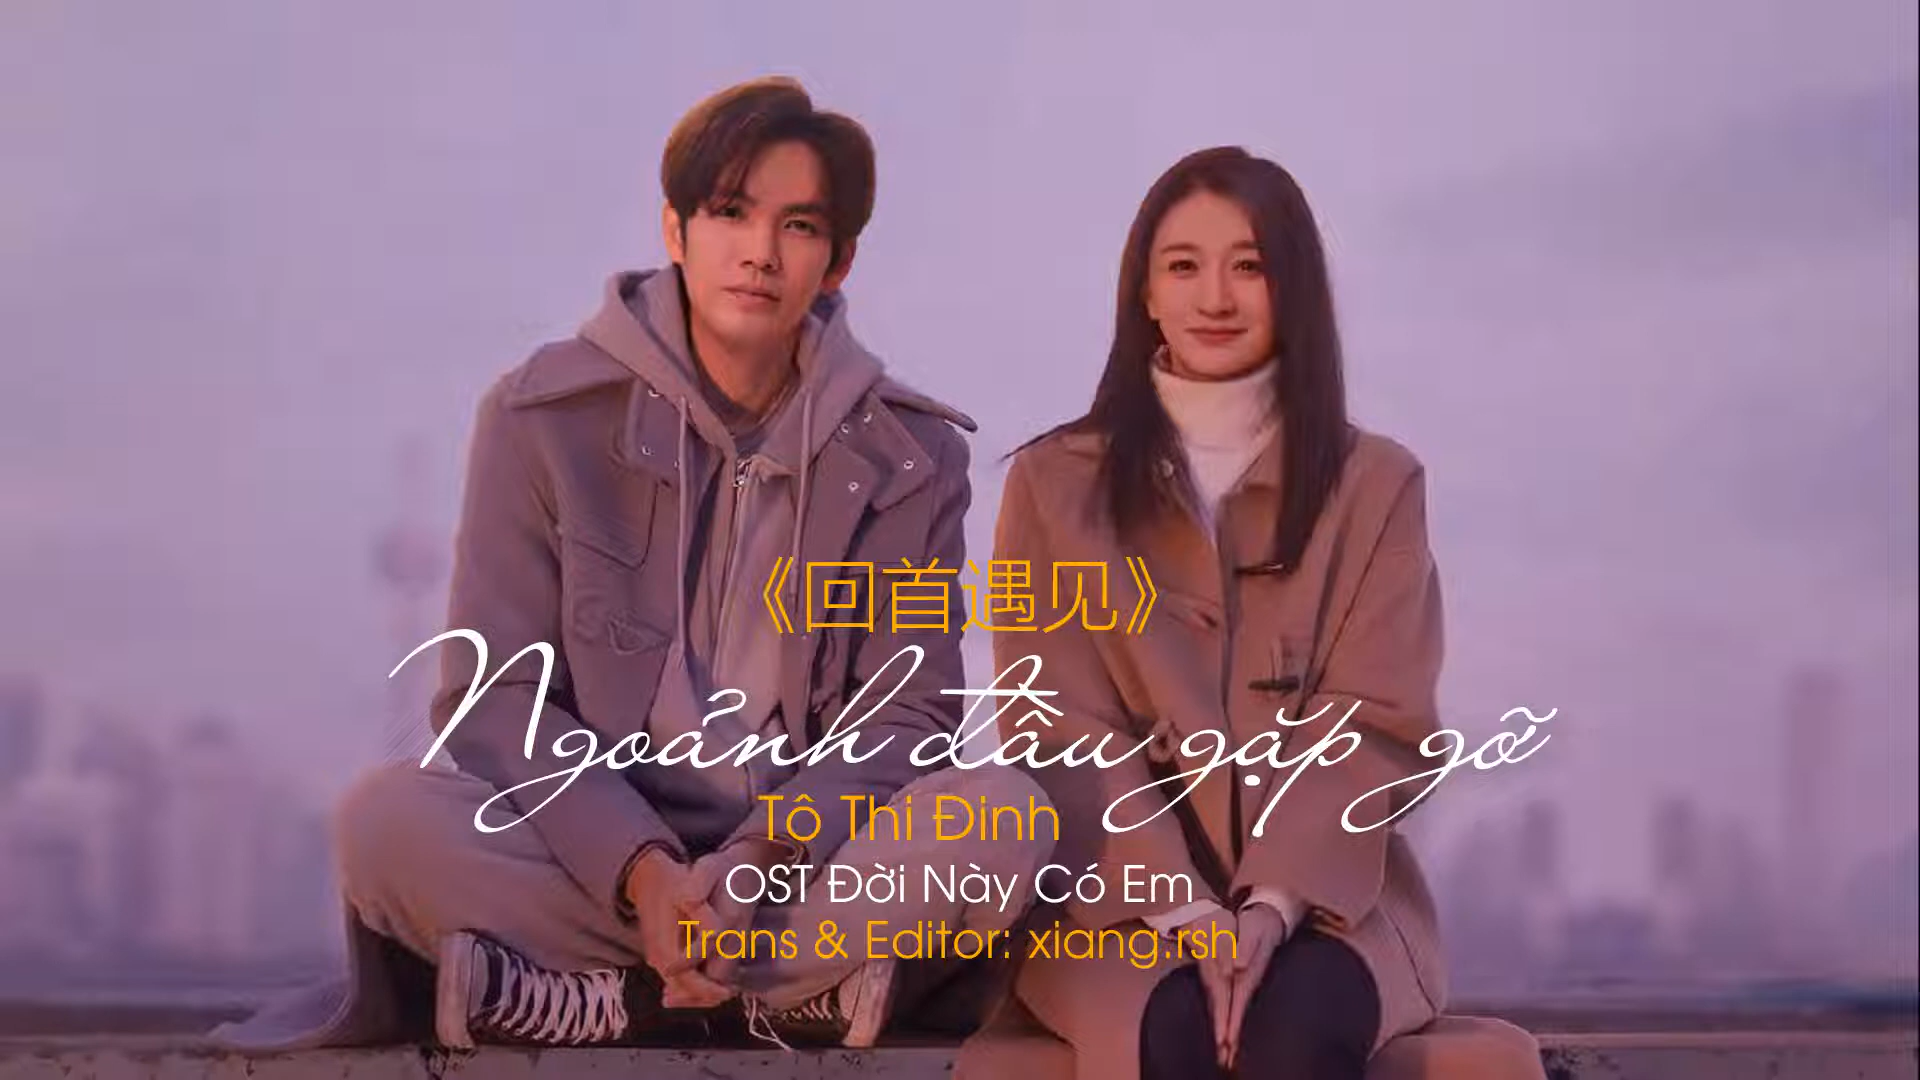 《回首遇见》
Ngoảnh đầu gặp gỡ
Tô Thi Đinh
OST Đời Này Có Em
Trans & Editor: xiang.rsh